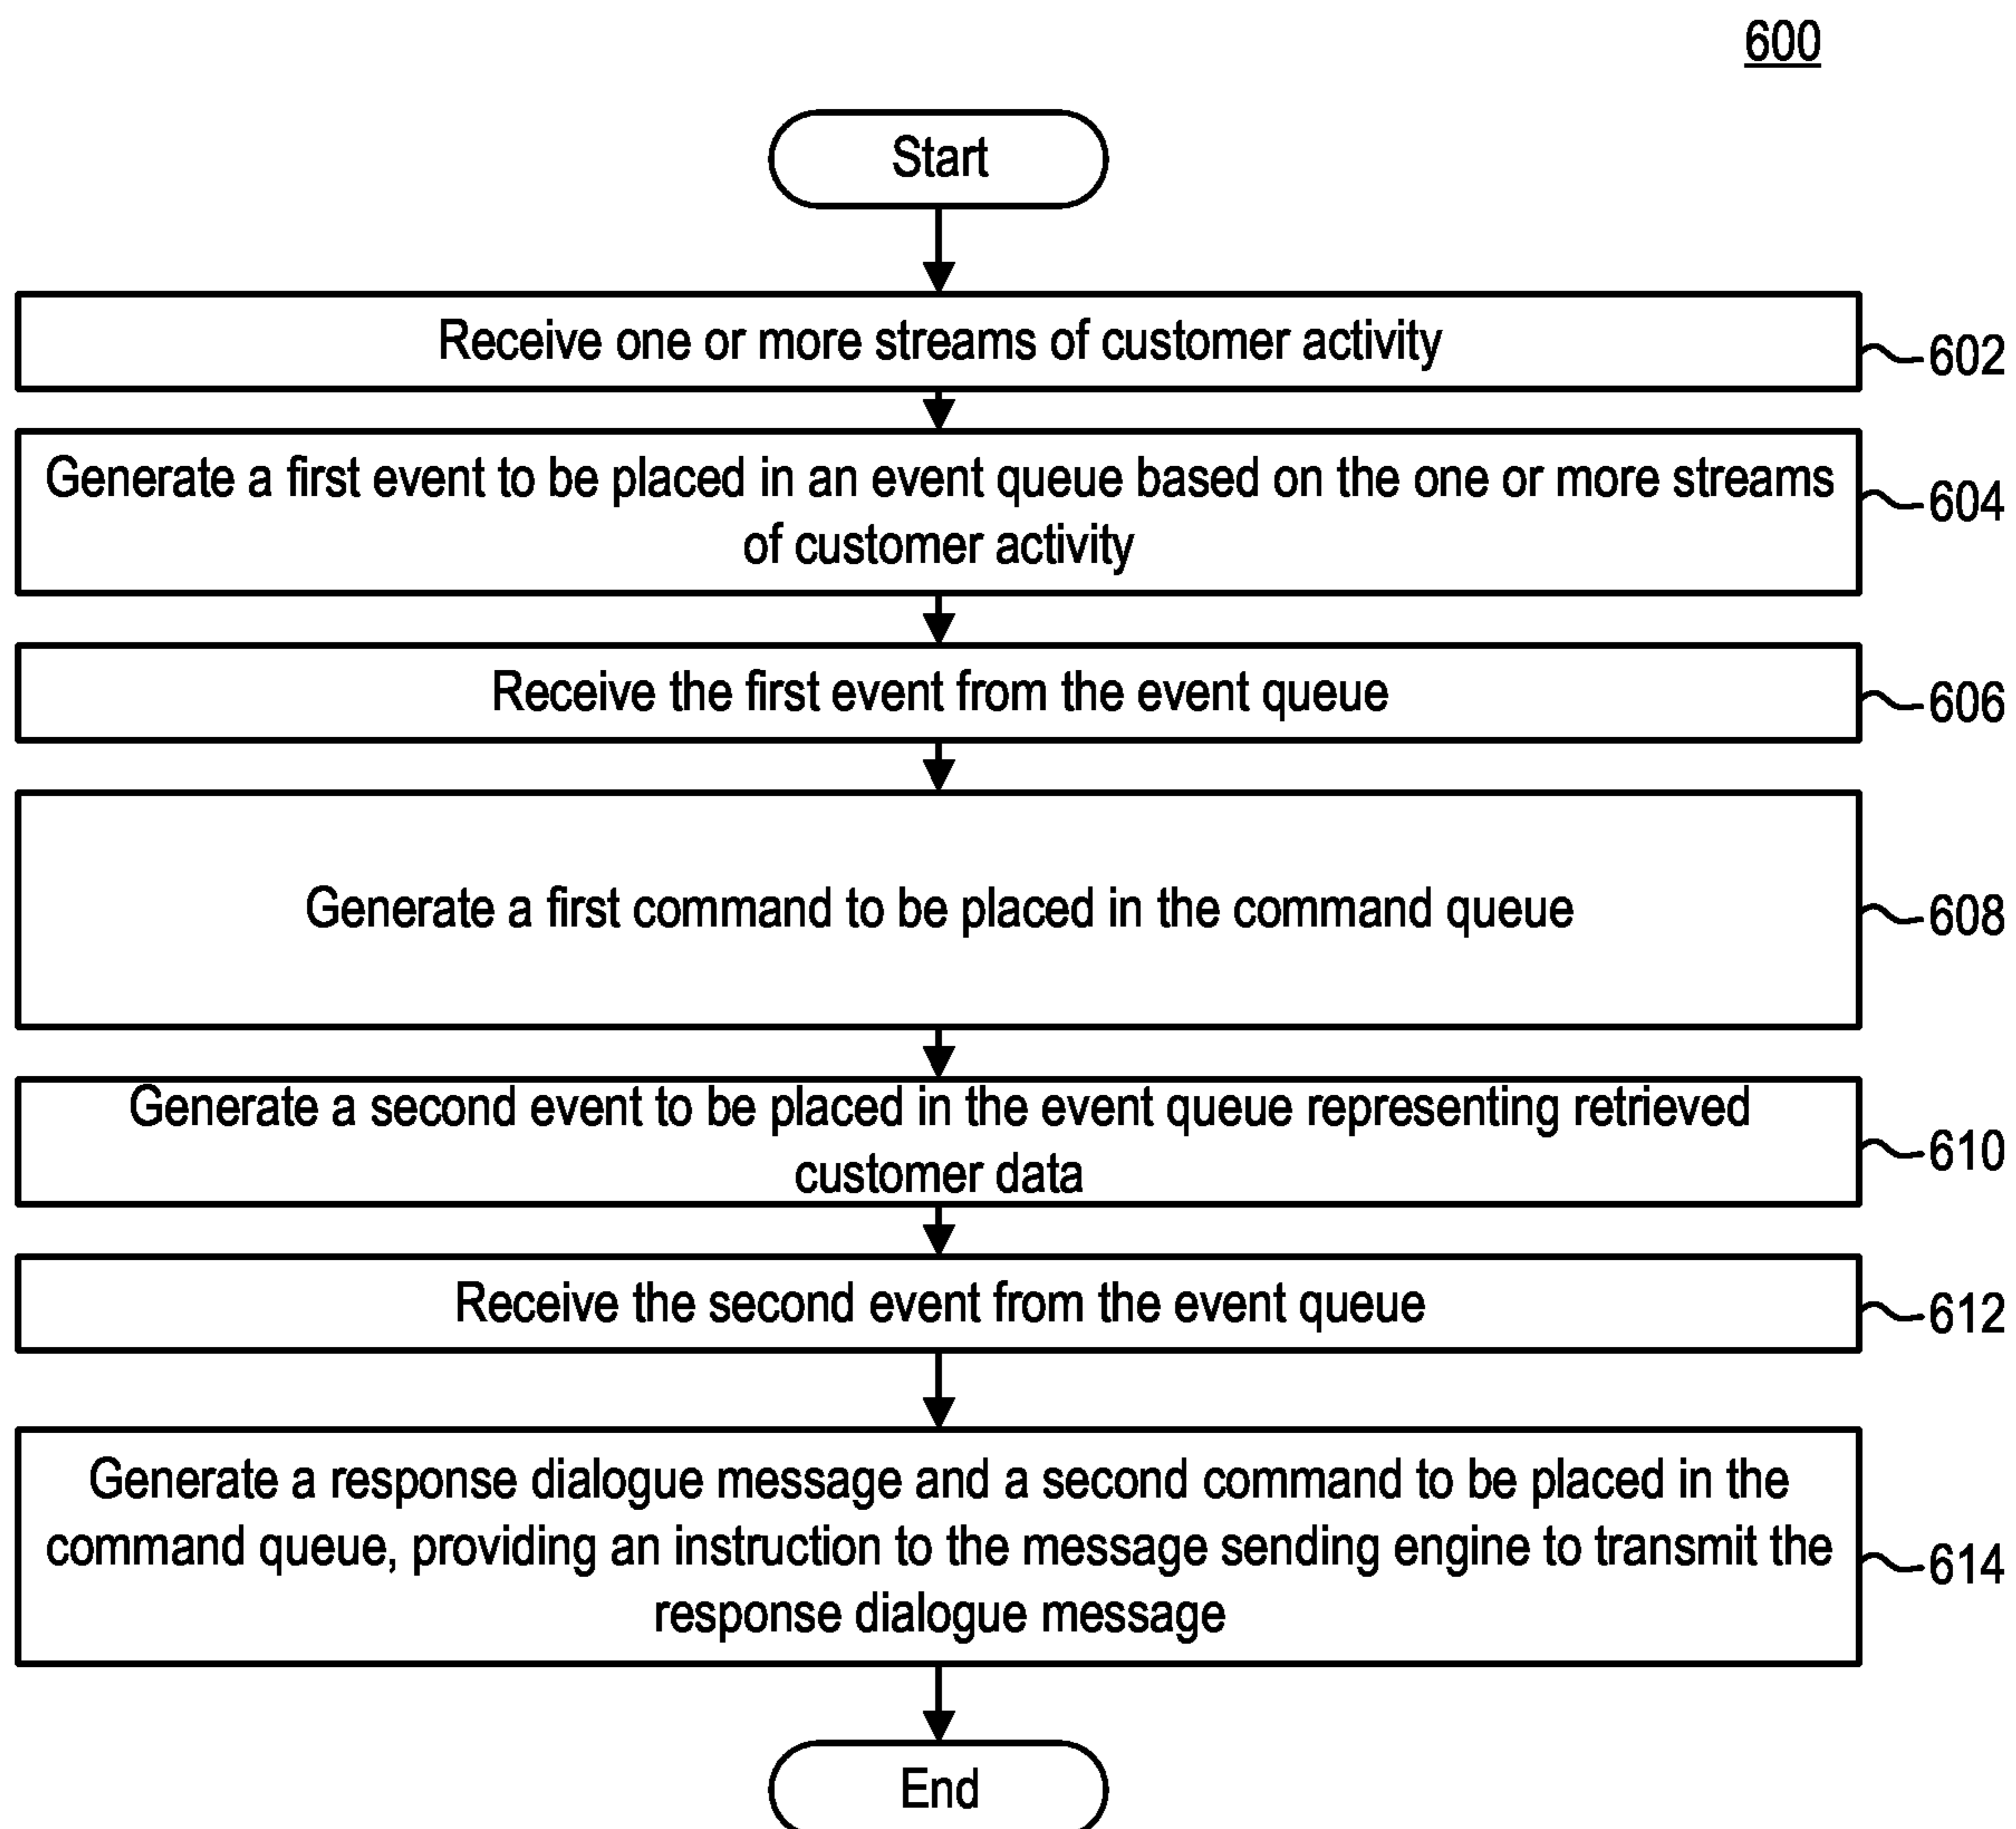 600
Start
Receive one or more streams of customer activity
602
Generate a first event to be placed in an event queue based on the one or more streams
of customer activity
604
Receive the first event from the event queue
606
Generate a first command to be placed in the command queue
608
Generate a second event to be placed in the event queue representing retrieved
customer data
610
Receive the second event from the event queue
612
Generate a response dialogue message and a second command to be placed in the
command queue, providing an instruction to the message sending engine to transmit the
response dialogue message
614
End